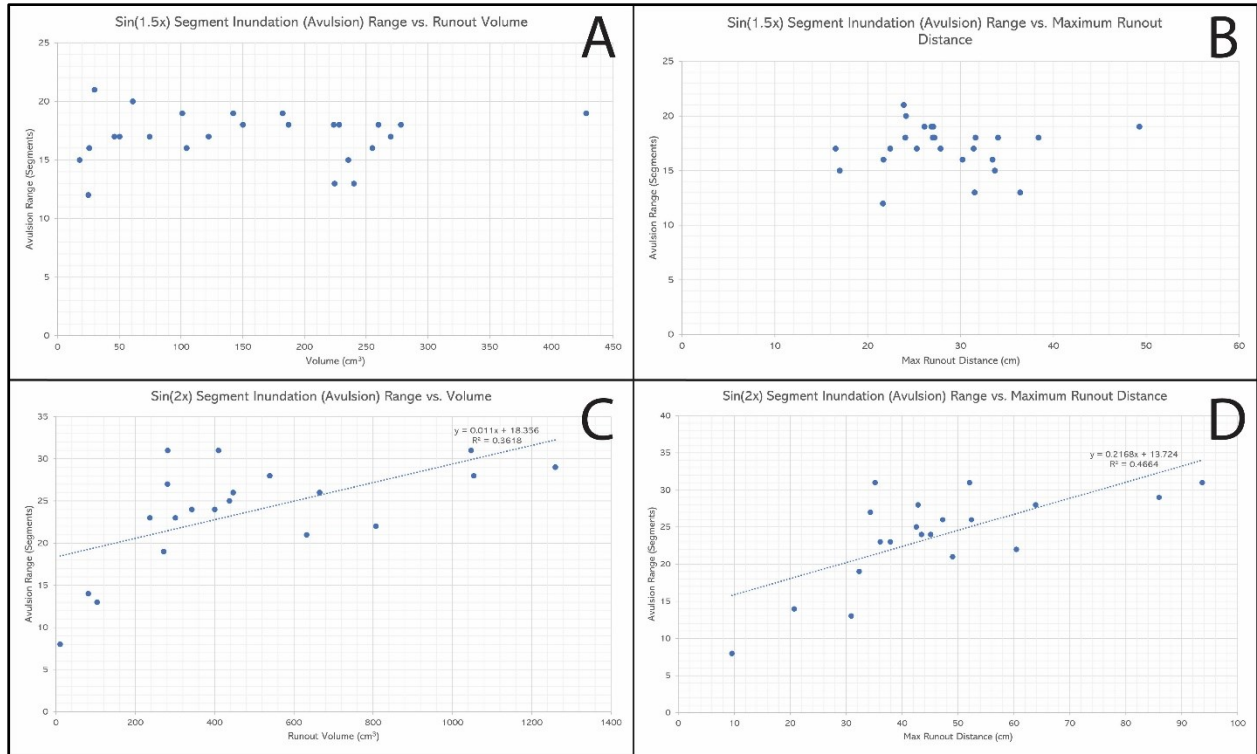 Sin(1.5x) Segment Inundation (Avulsion) Range vs. Runout Volume
A
25
20
15
10
5
0
Avulsion Range (Segments)
0 50 100 150 200 250 300 350 400 450
Volume (cm³)
Sin(1.5x) Segment Inundation (Avulsion) Range vs. Maximum Runout
Distance
B
25
20
15
10
5
0
Avulsion Range (Segments)
0 10 20 30 40 50 60
Max Runout Distance (cm)
Sin(2x) Segment Inundation (Avulsion) Range vs. Volume
C
y = 0.011x + 18.356
R² = 0.3618
35
30
25
20
15
10
5
0
Avulsion Range (Segments)
0 200 400 600 800 1000 1200 1400
Runout Volume (cm³)
Sin(2x) Segment Inundation (Avulsion) Range vs. Maximum Runout Distance
D
y = 0.2168x + 13.724
R² = 0.4664
40
35
30
25
20
15
10
5
0
Avulsion Range (Segments)
0 10 20 30 40 50 60 70 80 90 100
Max Runout Distance (cm)